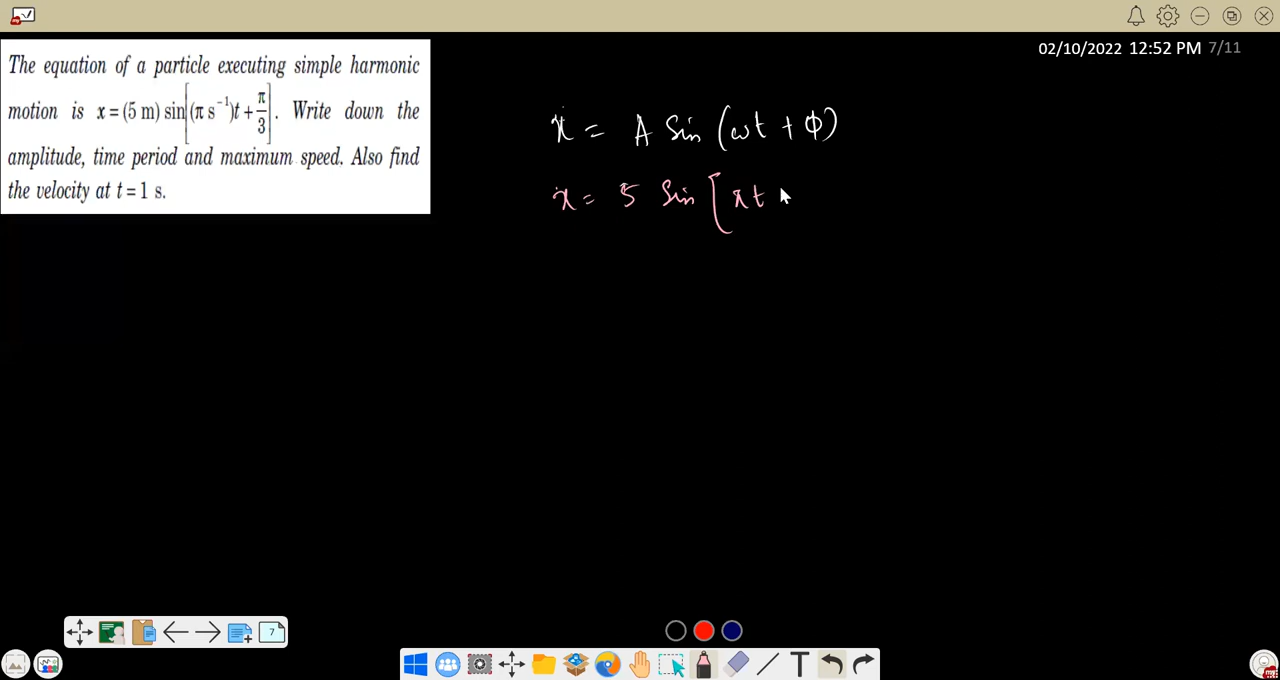 02/10/2022 12:52 PM 7/11
The equation of a particle executing simple harmonic
motion is x = (5 m) sin[(π s⁻¹)t + π/3]. Write down the
amplitude, time period and maximum speed. Also find
the velocity at t = 1 s.
x = A Sin (ωt + Φ)
x = 5 Sin [πt
7